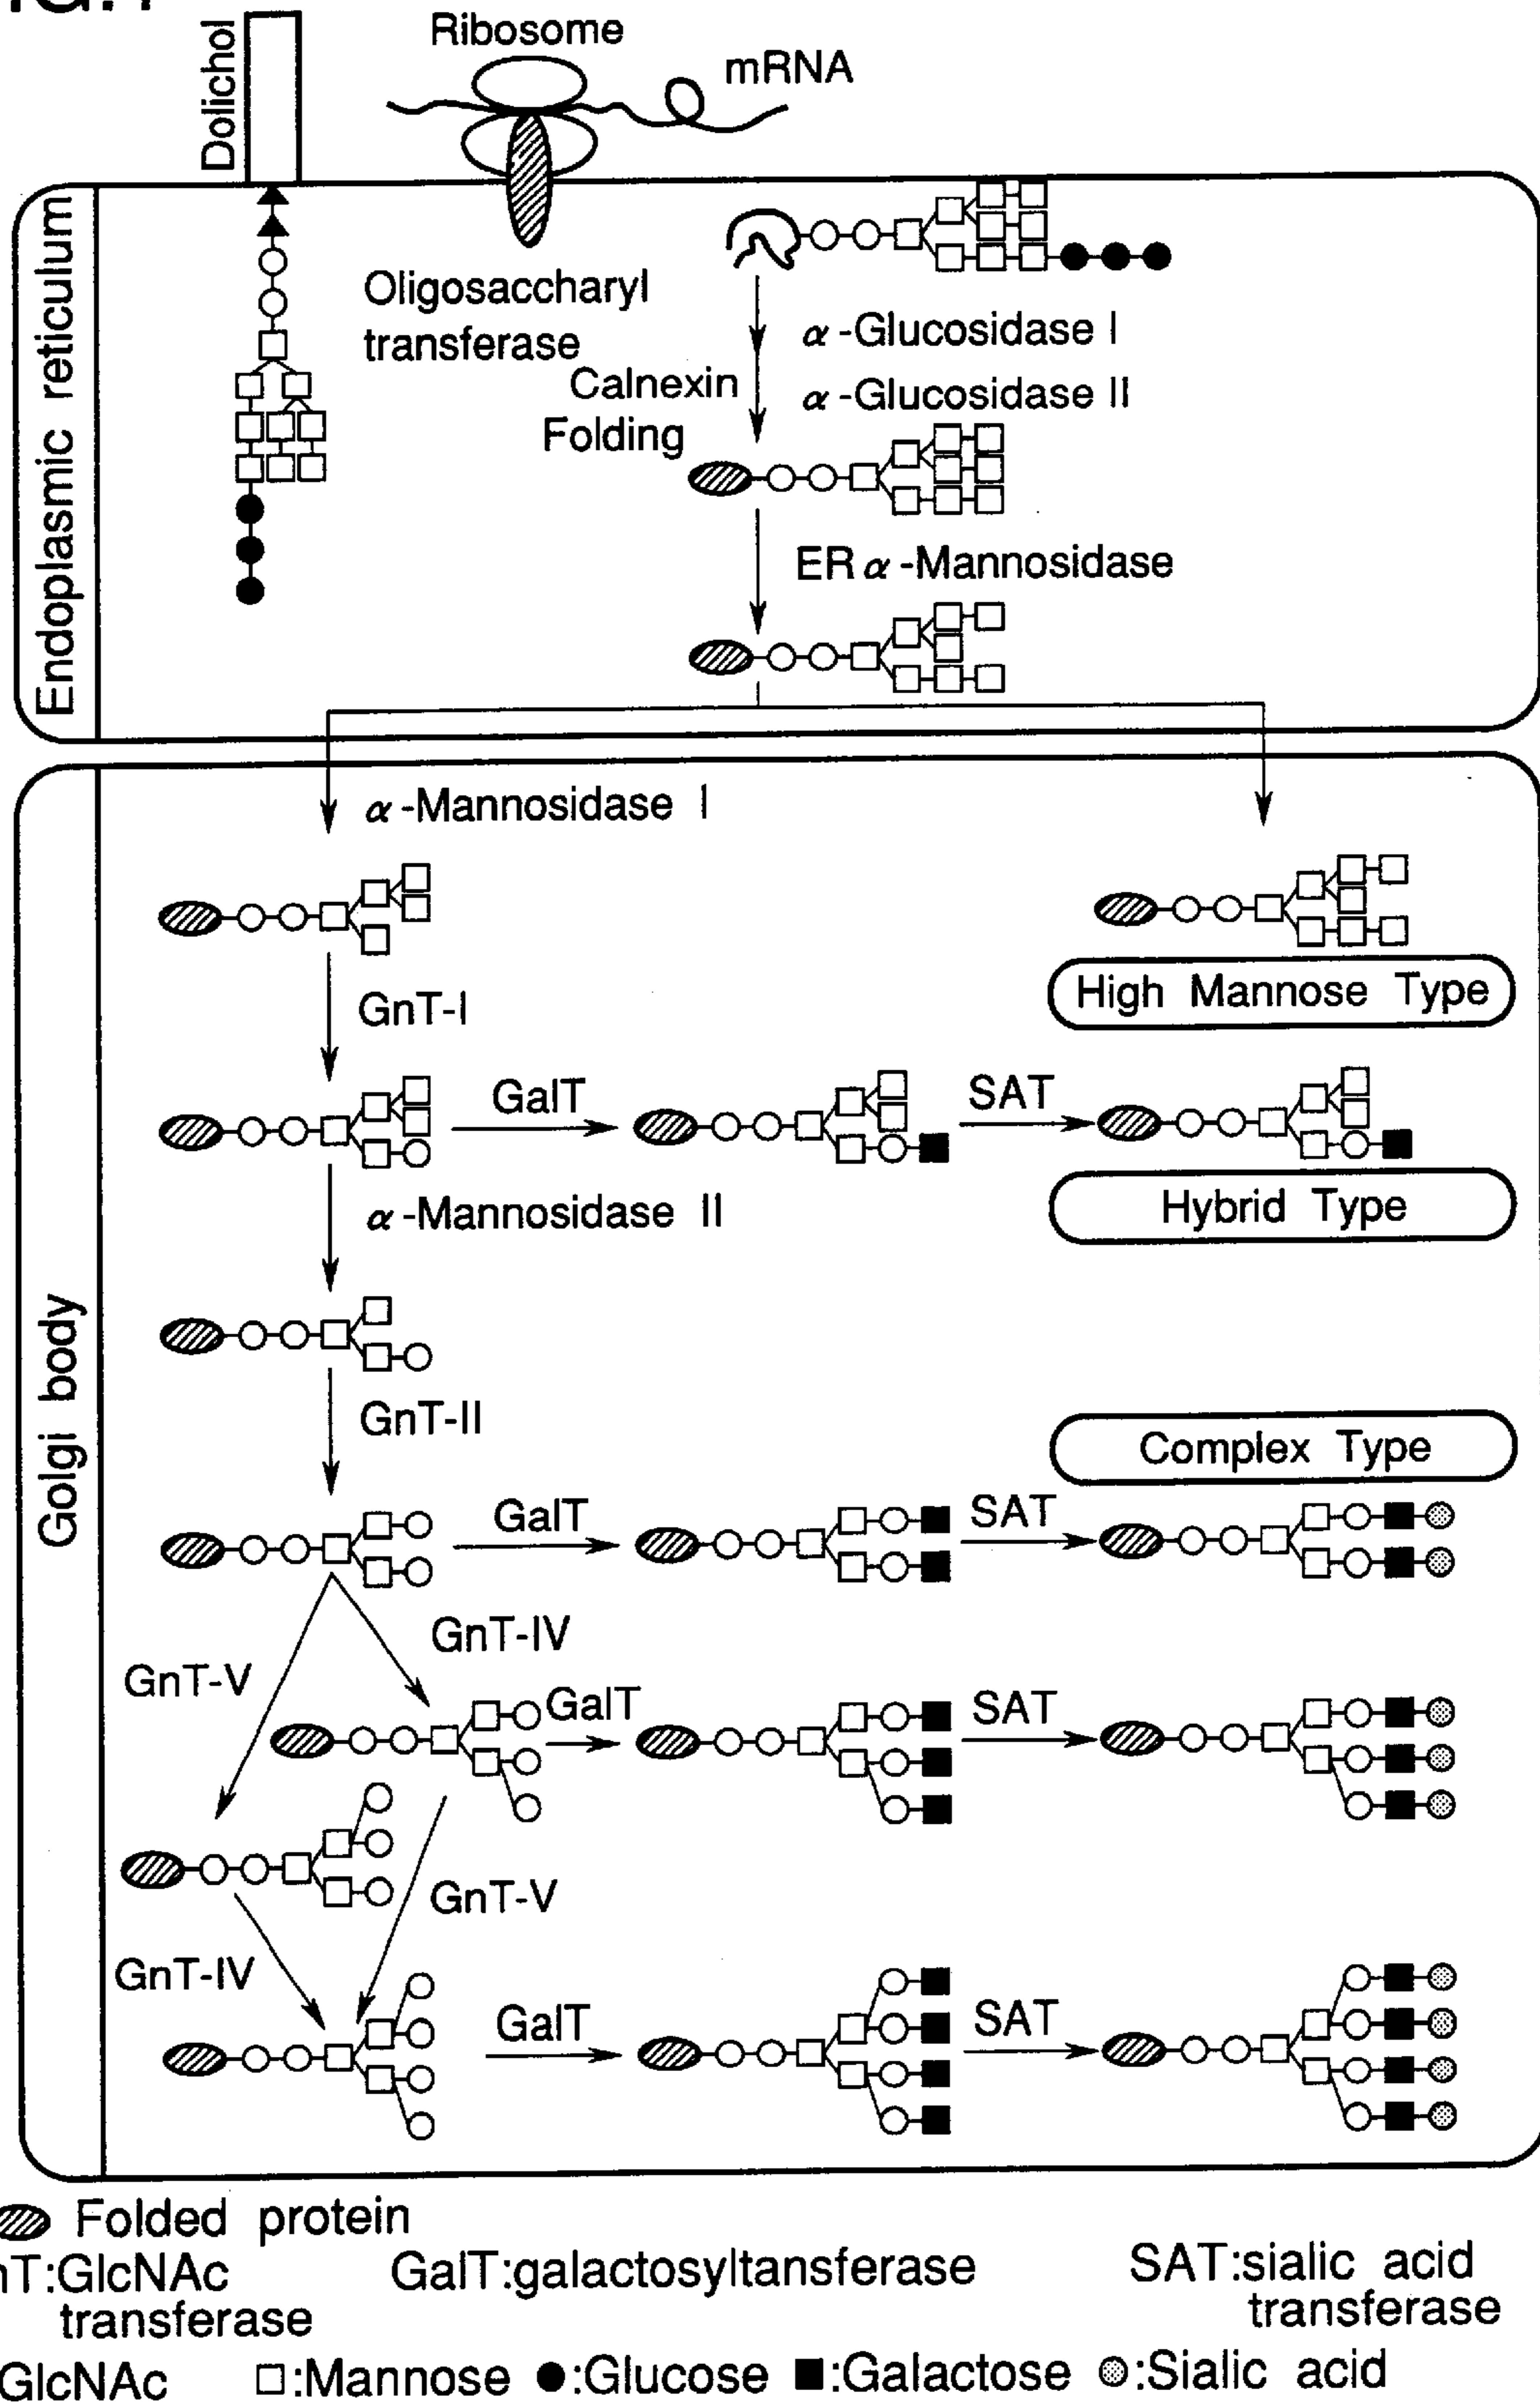 Dolichol
Ribosome
mRNA
Endoplasmic reticulum
Oligosaccharyl
transferase
α-Glucosidase I
Calnexin
α-Glucosidase II
Folding
ER α-Mannosidase
Golgi body
α-Mannosidase I
High Mannose Type
GnT-I
GalT
SAT
Hybrid Type
α-Mannosidase II
GnT-II
Complex Type
GalT
SAT
GnT-IV
GnT-V
GalT
SAT
GnT-V
GnT-IV
GalT
SAT
Folded protein
nT:GlcNAc
transferase
GalT:galactosyltansferase
SAT:sialic acid
transferase
GlcNAc
□:Mannose ●:Glucose ■:Galactose :Sialic acid